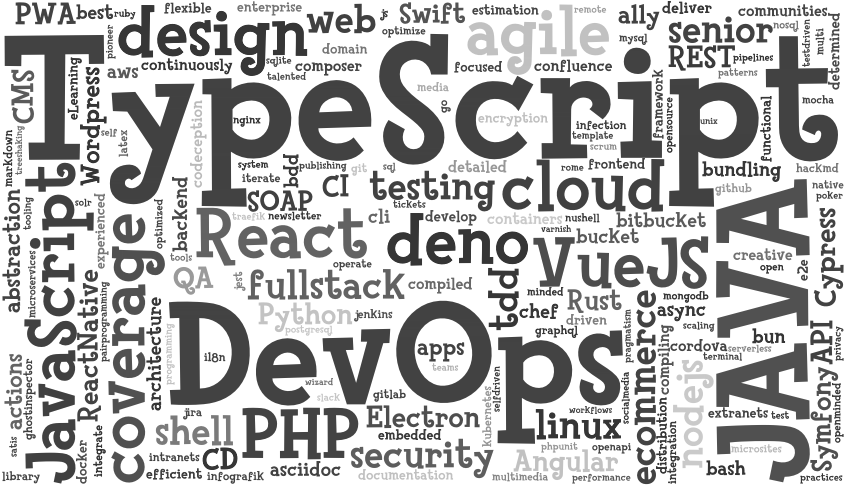 PWA
best
ruby
flexible
enterprise
web
js
Swift
estimation
remote
ally
deliver
communities
nosql
pioneer
design
domain
optimize
agile
mysql
senior
testdriven
multi
determined
continuously
sqlite
talented
composer
focused
confluence
REST
pipelines
patterns
aws
CMS
eLearning
Wordpress
TypeScript
media
go
encryption
infection
template
scrum
framework
opensource
unix
functional
mocha
nginx
self
latex
codeception
markdown
treeshaking
system
iterate
bdd
publishing
git
sql
detailed
rome
frontend
bundling
hackmd
github
native
poker
SOAP
CI
testing
cloud
tickets
newsletter
traefik
cli
develop
containers
nushell
bitbucket
varnish
bucket
solr
tooling
experienced
optimized
backend
tools
abstraction
microservices
JavaScript
coverage
React
deno
VueJS
JAVA
creative
open
e2e
Cypress
operate
QA
jest
fullstack
compiled
tdd
minded
Rust
mongodb
async
scaling
ReactNative
pairprogramming
architecture
programming
Python
postgresql
jenkins
chef
driven
graphql
pragmatism
cordova
serverless
terminal
bun
privacy
DevOps
il8n
apps
teams
wizard
slack
gitlab
ecommerce
compiling
SymfonyAPI
openminded
actions
satis
ghostinspector
selfdriven
kubernetes
socialmedia
workflows
nodejs
extranets
test
jira
shell
PHP
Electron
embedded
linux
distribution
integration
microsites
docker
integrate
intranets
CD
security
phpunit
openapi
Angular
bash
library
efficient
infografik
asciidoc
documentation
multimedia
performance
practices